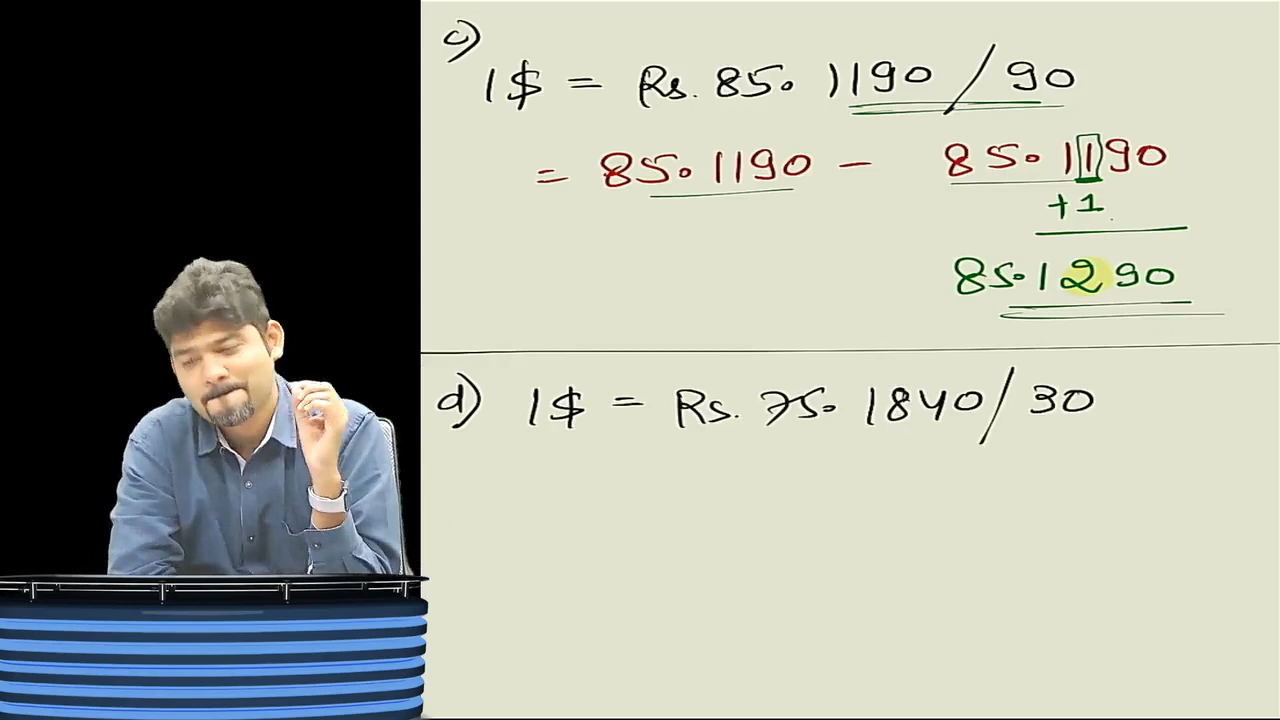 c)
1$ = Rs. 85.1190/90
= 85.1190 - 85.1190
+1
85.1290
d) 1$ = Rs. 75.1840/30